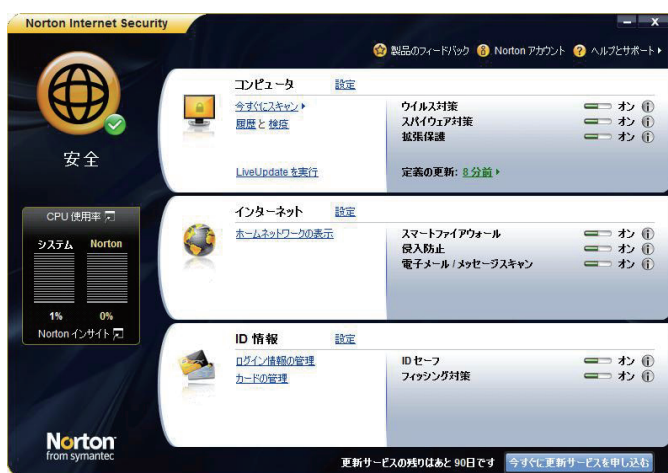 Norton Internet Security
製品のフィードバック Norton アカウント ヘルプとサポート
安全
コンピュータ 設定
今すぐにスキャン
履歴 と 検疫
LiveUpdate を実行
ウイルス対策 オン
スパイウェア対策 オン
拡張保護 オン
定義の更新: 8分前
CPU 使用率
システム Norton
1% 0%
Norton インサイト
インターネット 設定
ホームネットワークの表示
スマートファイアウォール オン
侵入防止 オン
電子メール / メッセージスキャン オン
ID 情報 設定
ログイン情報の管理
カードの管理
ID セーフ オン
フィッシング対策 オン
Norton
from symantec
更新サービスの残りはあと 90日です 今すぐに更新サービスを申し込む